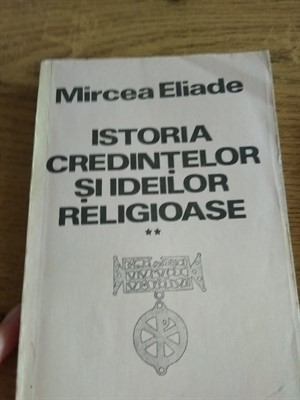 Mircea Eliade
ISTORIA
CREDINȚELOR
ȘI IDEILOR
RELIGIOASE
**